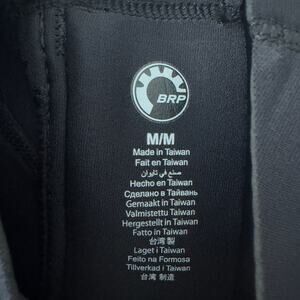 BRP
M/M
Made in Taiwan
Fait en Taiwan
صنع في تايوان
Hecho en Taiwan
Сделано в Тайвань
Gemaakt in Taiwan
Valmistettu Taiwan
Hergestellt in Taiwan
Fatto in Taiwan
台湾 製
Laget i Taiwan
Feito na Formosa
Tillverkad i Taiwan
台湾 制造